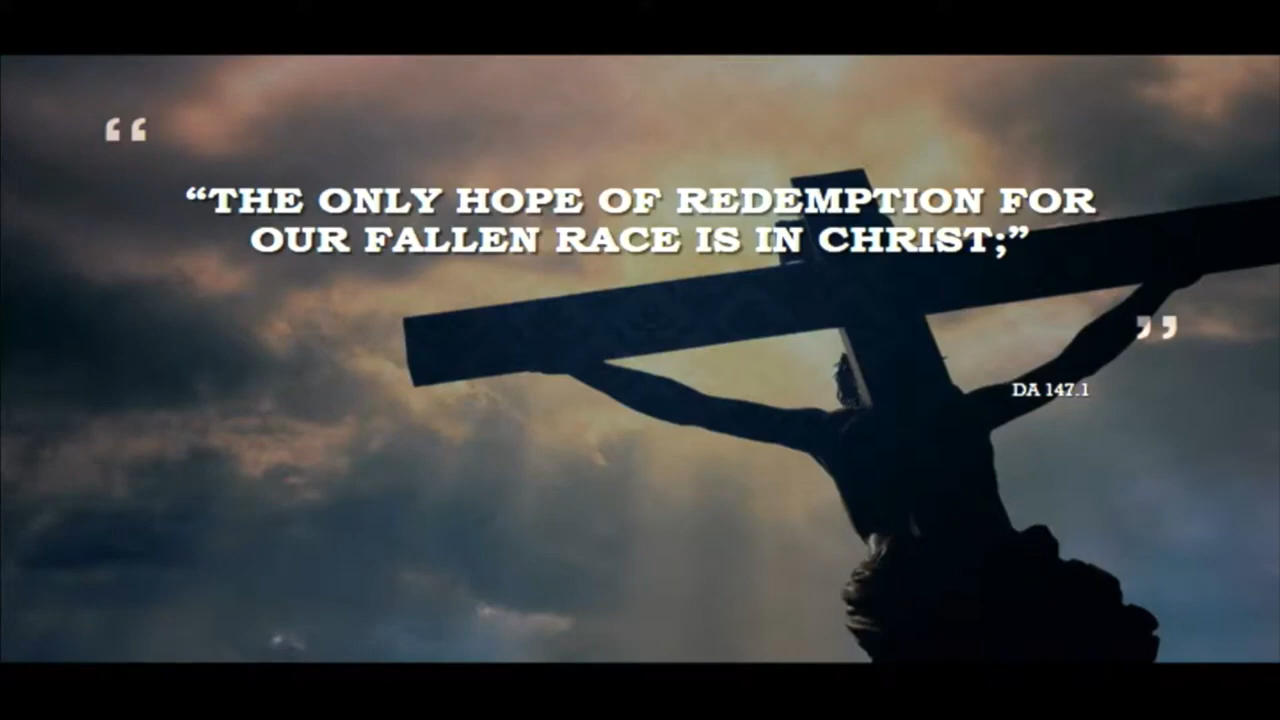 “
“THE ONLY HOPE OF REDEMPTION FOR
OUR FALLEN RACE IS IN CHRIST;”
”
DA 147.1